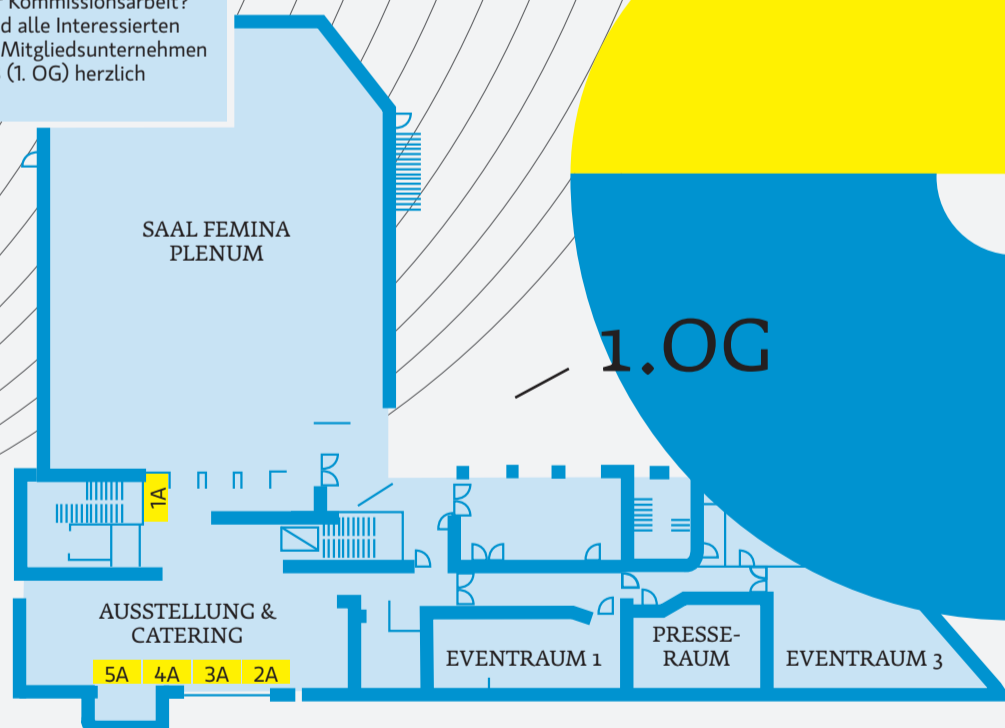 Kommissionsarbeit?
d alle Interessierten
Mitgliedsunternehmen
(1. OG) herzlich
SAAL FEMINA
PLENUM
1.OG
1A
AUSSTELLUNG &
CATERING
5A 4A 3A 2A
EVENTRAUM 1
PRESSE-
RAUM
EVENTRAUM 3